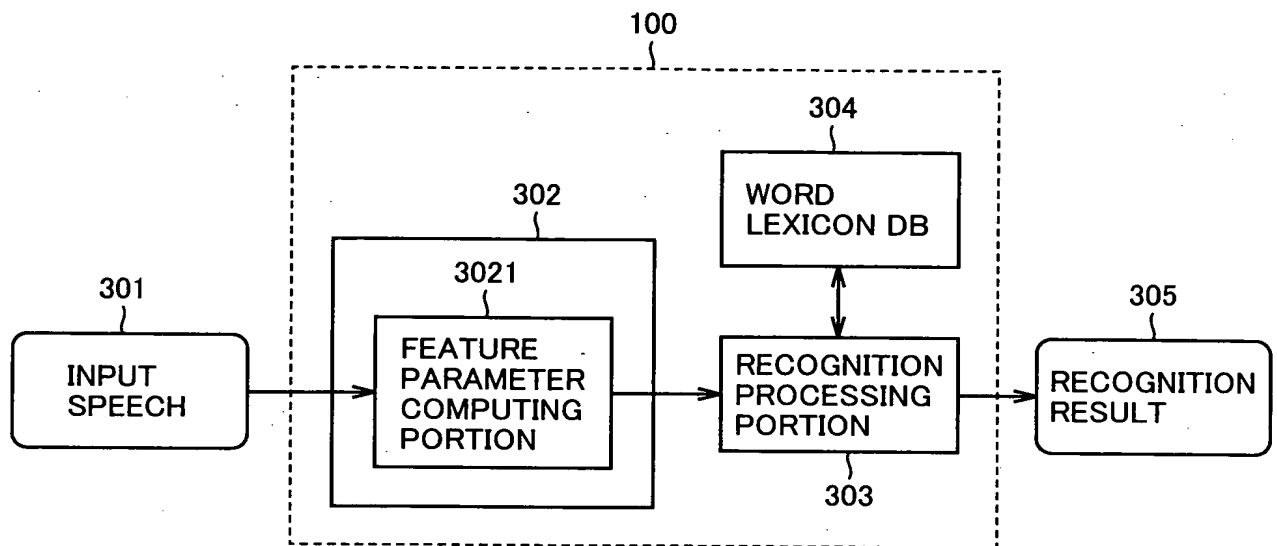 100
304
WORD
LEXICON DB
302
3021
301
305
INPUT
SPEECH
FEATURE
PARAMETER
COMPUTING
PORTION
RECOGNITION
PROCESSING
PORTION
RECOGNITION
RESULT
303